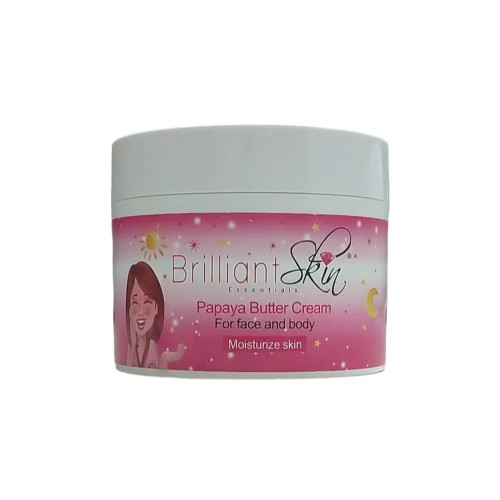 Brilliant Skin
Essentials
Papaya Butter Cream
For face and body
Moisturize skin